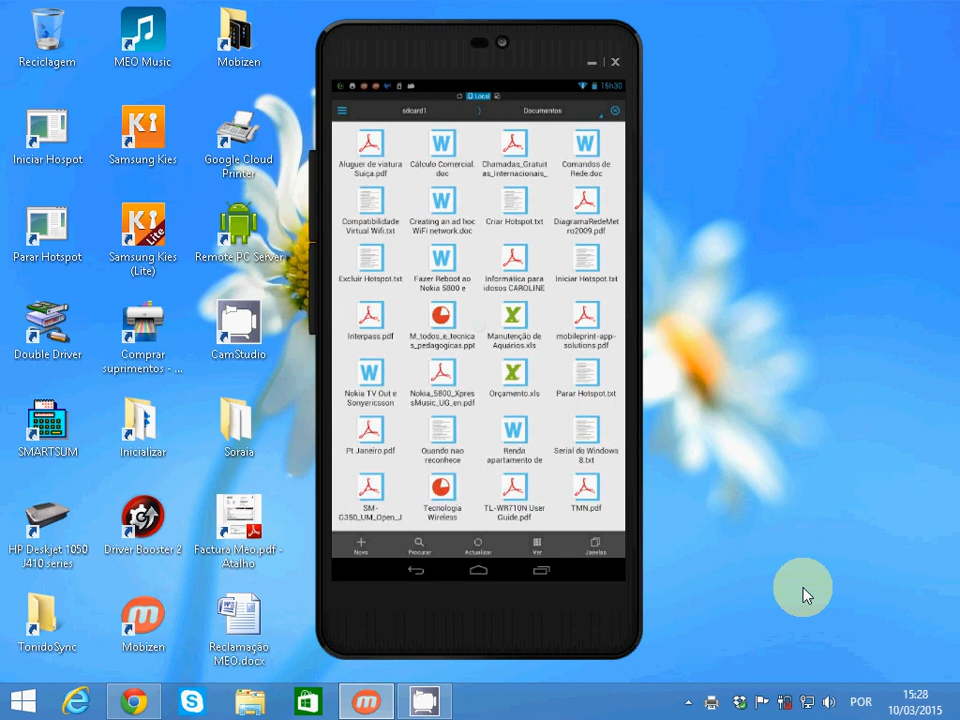 Reciclagem
MEO Music
Mobizen
Iniciar Hospot
Samsung Kies
Google Cloud
Printer
Parar Hotspot
Samsung Kies
(Lite)
Remote PC Server
Double Driver
Comprar
suprimentos - ...
CamStudio
SMARTSUM
Inicializar
Soraia
HP Deskjet 1050
J410 series
Driver Booster 2
Factura Meo.pdf -
Atalho
TonidoSync
Mobizen
Reclamação
MEO.docx
15h30
Local
sdcard1
Documentos
Aluguer de viatura
Suiça.pdf
Cálculo Comercial.
doc
Chamadas_Gratuit
as_Internacionais_
Comandos de
Rede.doc
Compatibilidade
Virtual Wifi.txt
Creating an ad hoc
WiFi network.doc
Criar Hotspot.txt
DiagramaRedeMet
ro2009.pdf
Excluir Hotspot.txt
Fazer Reboot ao
Nokia 5800 e
Informática para
idosos CAROLINE
Iniciar Hotspot.txt
Interpass.pdf
M_todos_e_tecnica
s_pedagogicas.ppt
Manutenção de
Aquários.xls
mobileprint-app-
solutions.pdf
Nokia TV Out e
Sonyericsson
Nokia_5800_Xpres
sMusic_UG_en.pdf
Orçamento.xls
Parar Hotspot.txt
Pt Janeiro.pdf
Quando nao
reconhece
Renda
apartamento de
Serial do Windows
8.txt
SM-
G350_UM_Open_J
Tecnologia
Wireless
TL-WR710N User
Guide.pdf
TMN.pdf
Novo
Procurar
Actualizar
Ver
Janelas
POR
15:28
10/03/2015